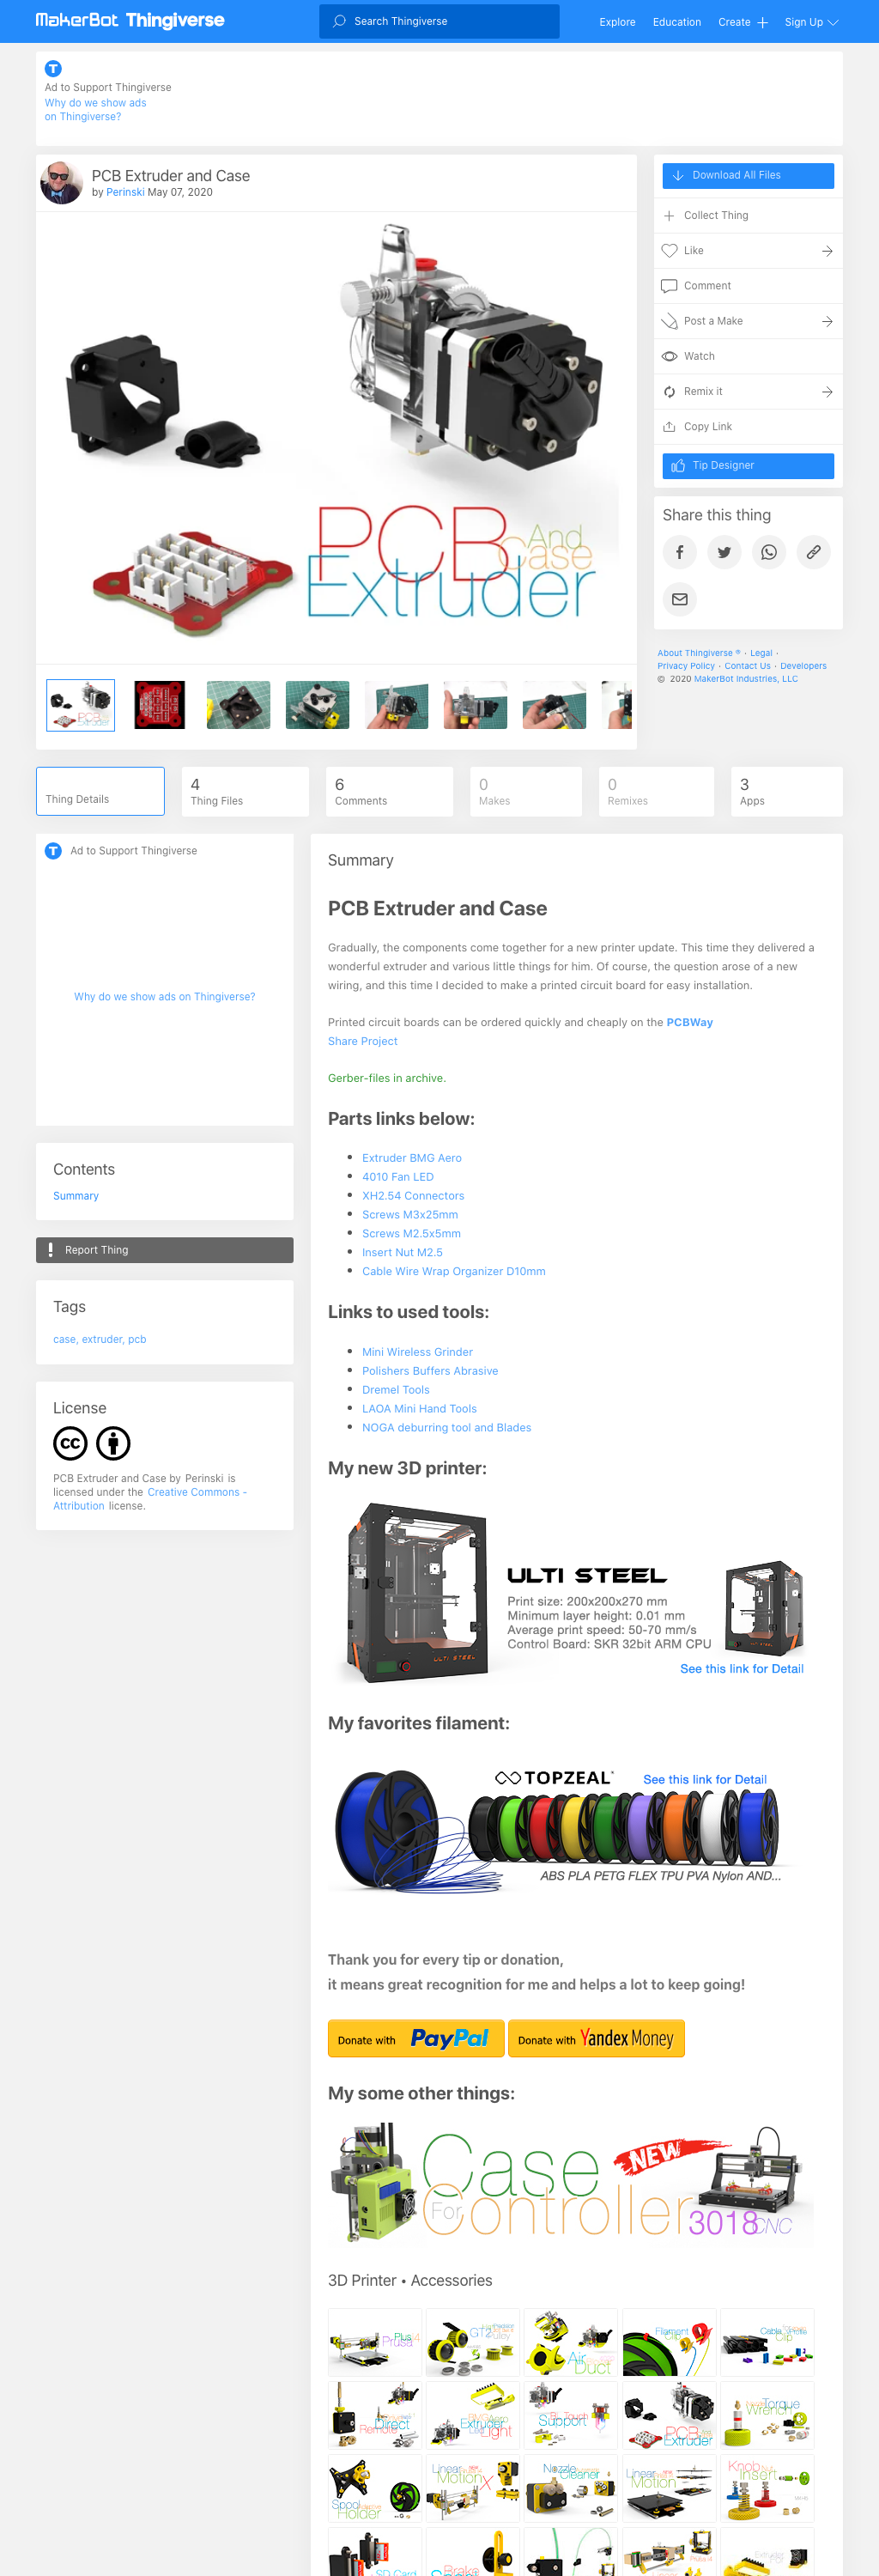 MakerBot Thingiverse
Search Thingiverse
Explore Education Create Sign Up
Ad to Support Thingiverse
Why do we show ads
on Thingiverse?
PCB Extruder and Case
by Perinski May 07, 2020
PCB And
Case
Extruder
Download All Files
Collect Thing
Like
Comment
Post a Make
Watch
Remix it
Copy Link
Tip Designer
Share this thing
About Thingiverse ® · Legal ·
Privacy Policy · Contact Us · Developers
© 2020 MakerBot Industries, LLC
Thing Details
4
Thing Files
6
Comments
0
Makes
0
Remixes
3
Apps
Ad to Support Thingiverse
Why do we show ads on Thingiverse?
Contents
Summary
Report Thing
Tags
case, extruder, pcb
License
PCB Extruder and Case by Perinski is
licensed under the Creative Commons -
Attribution license.
Summary
PCB Extruder and Case
Gradually, the components come together for a new printer update. This time they delivered a
wonderful extruder and various little things for him. Of course, the question arose of a new
wiring, and this time I decided to make a printed circuit board for easy installation.
Printed circuit boards can be ordered quickly and cheaply on the PCBWay
Share Project
Gerber-files in archive.
Parts links below:
Extruder BMG Aero
4010 Fan LED
XH2.54 Connectors
Screws M3x25mm
Screws M2.5x5mm
Insert Nut M2.5
Cable Wire Wrap Organizer D10mm
Links to used tools:
Mini Wireless Grinder
Polishers Buffers Abrasive
Dremel Tools
LAOA Mini Hand Tools
NOGA deburring tool and Blades
My new 3D printer:
ULTI STEEL
Print size: 200x200x270 mm
Minimum layer height: 0.01 mm
Average print speed: 50-70 mm/s
Control Board: SKR 32bit ARM CPU
ULTI STEEL
See this link for Detail
My favorites filament:
TOPZEAL
See this link for Detail
ABS PLA PETG FLEX TPU PVA Nylon AND...
Thank you for every tip or donation,
it means great recognition for me and helps a lot to keep going!
Donate with PayPal
Donate with Yandex Money
My some other things:
Case NEW
For Controller
3018 CNC
3D Printer • Accessories
Plus
Prusa
GT2
Air
Duct
Filament
Clip
Cable
Clip
Direct
Remote
Extruder
Light
Touch
Support
PCB
Extruder
Torque
Wrench
Spool
Holder
Linear
Motion X
Nozzle
Cleaner
Linear
Motion
Knob
Insert
SD Card
Brake